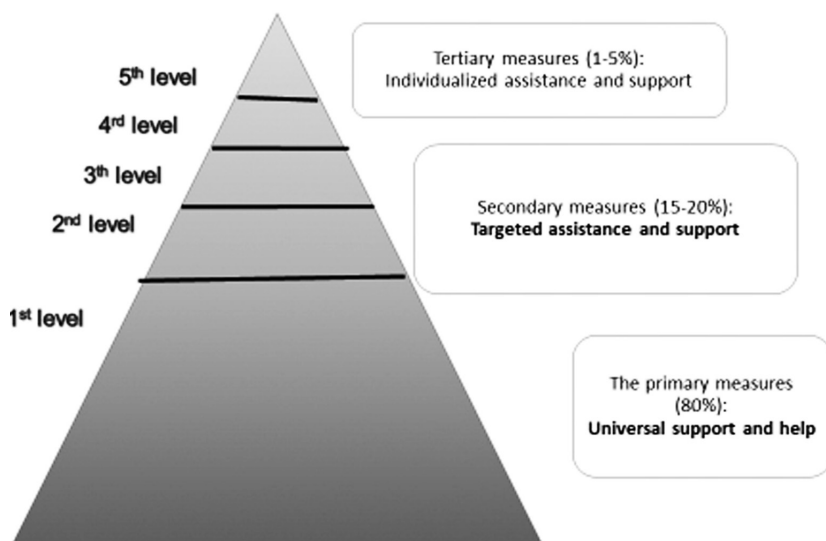 5th level
4rd level
3th level
2nd level
1st level
Tertiary measures (1-5%):
Individualized assistance and support
Secondary measures (15-20%):
Targeted assistance and support
The primary measures
(80%):
Universal support and help